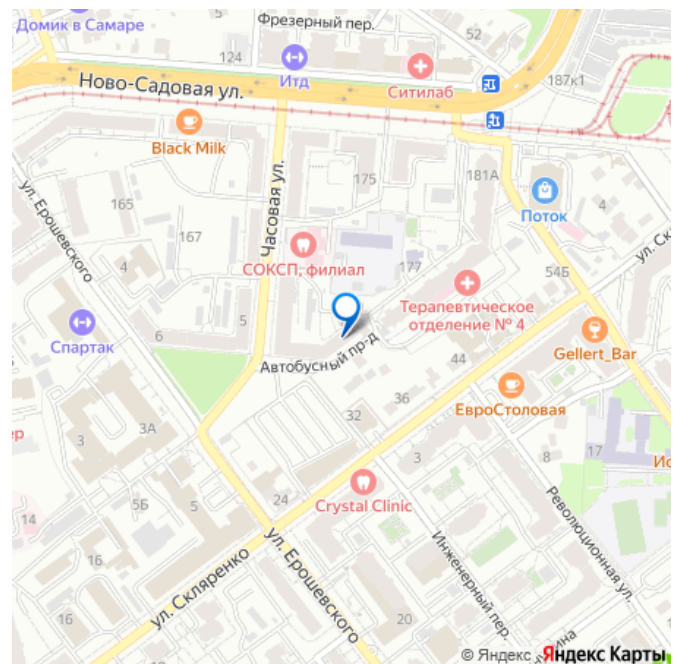 Домик в Самаре
Фрезерный пер.
52
124
Итд
Ситилаб
187к1
Ново-Садовая ул.
Black Milk
ул. Ерошевского
Часовая ул.
175
181А
165
167
4
Поток
4
СОКСП, филиал
177
54Б
Терапевтическое
отделение № 4
5
6
Спартак
Gellert_Bar
Автобусный пр-д
44
36
ЕвроСтоловая
32
3А
3
3
8
17
5Б
5
24
Crystal Clinic
14
16
ул. Скляренко
ул. Ерошевского
Инженерный пер.
Революционная ул.
16
20
© Яндекс
Яндекс Карты